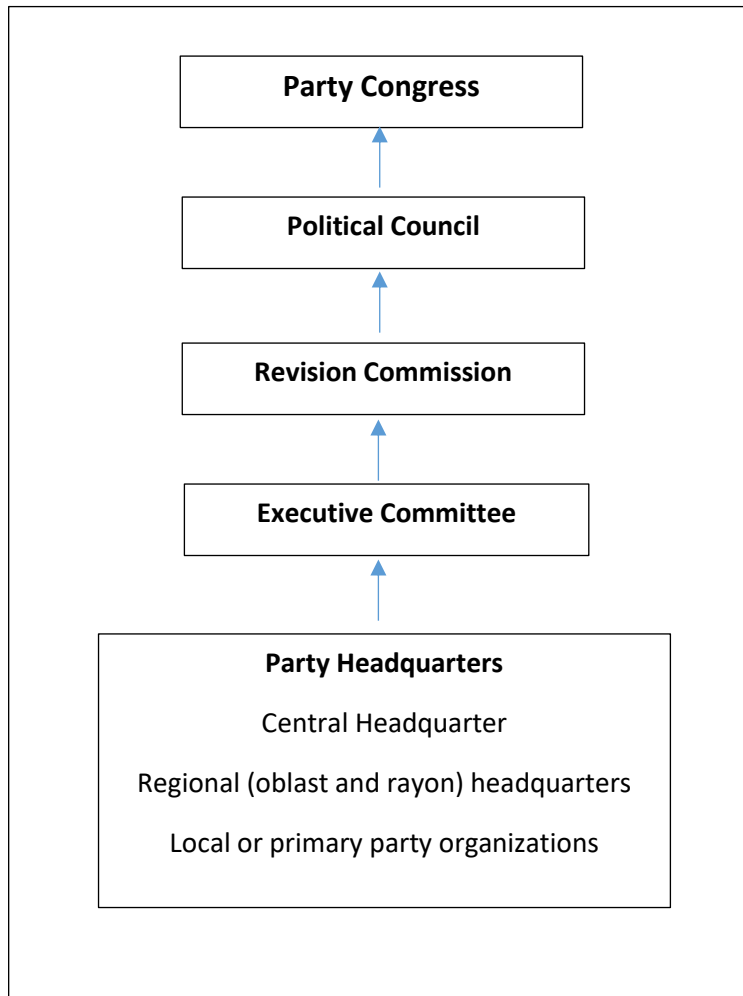 Party Congress
Political Council
Revision Commission
Executive Committee
Party Headquarters
Central Headquarter
Regional (oblast and rayon) headquarters
Local or primary party organizations